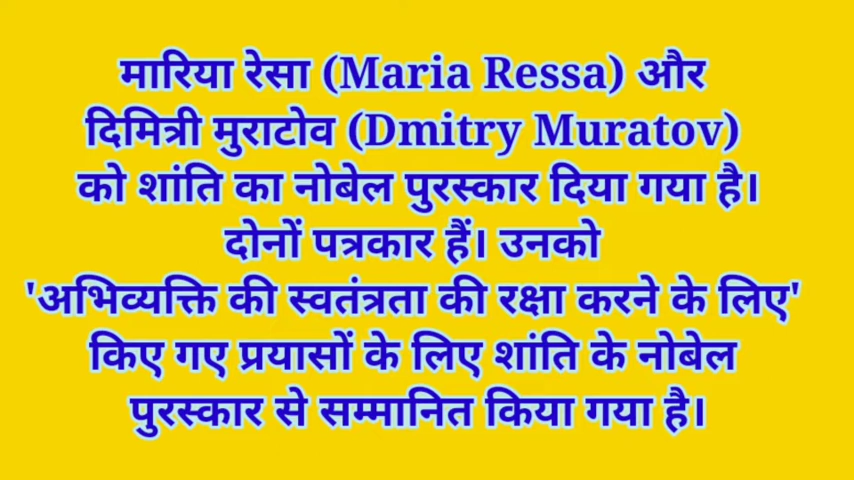 मारिया रेसा (Maria Ressa) और
दिमित्री मुराटोव (Dmitry Muratov)
को शांति का नोबेल पुरस्कार दिया गया है।
दोनों पत्रकार हैं। उनको
'अभिव्यक्ति की स्वतंत्रता की रक्षा करने के लिए'
किए गए प्रयासों के लिए शांति के नोबेल
पुरस्कार से सम्मानित किया गया है।